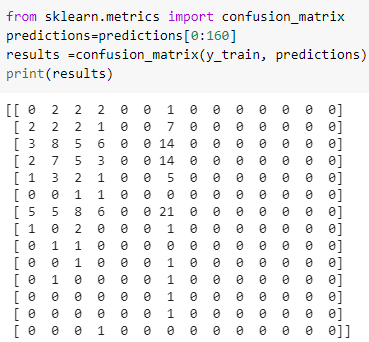 from sklearn.metrics import confusion_matrix
predictions=predictions[0:160]
results =confusion_matrix(y_train, predictions)
print(results)
[[ 0 2 2 2 0 0 1 0 0 0 0 0 0 0]
[ 2 2 2 1 0 0 7 0 0 0 0 0 0 0]
[ 3 8 5 6 0 0 14 0 0 0 0 0 0 0]
[ 2 7 5 3 0 0 14 0 0 0 0 0 0 0]
[ 1 3 2 1 0 0 5 0 0 0 0 0 0 0]
[ 0 0 1 1 0 0 0 0 0 0 0 0 0 0]
[ 5 5 8 6 0 0 21 0 0 0 0 0 0 0]
[ 1 0 2 0 0 0 1 0 0 0 0 0 0 0]
[ 0 1 1 0 0 0 0 0 0 0 0 0 0 0]
[ 0 0 1 0 0 0 1 0 0 0 0 0 0 0]
[ 0 1 0 0 0 0 1 0 0 0 0 0 0 0]
[ 0 0 0 0 0 0 1 0 0 0 0 0 0 0]
[ 0 0 0 0 0 0 1 0 0 0 0 0 0 0]
[ 0 0 0 1 0 0 0 0 0 0 0 0 0 0]]